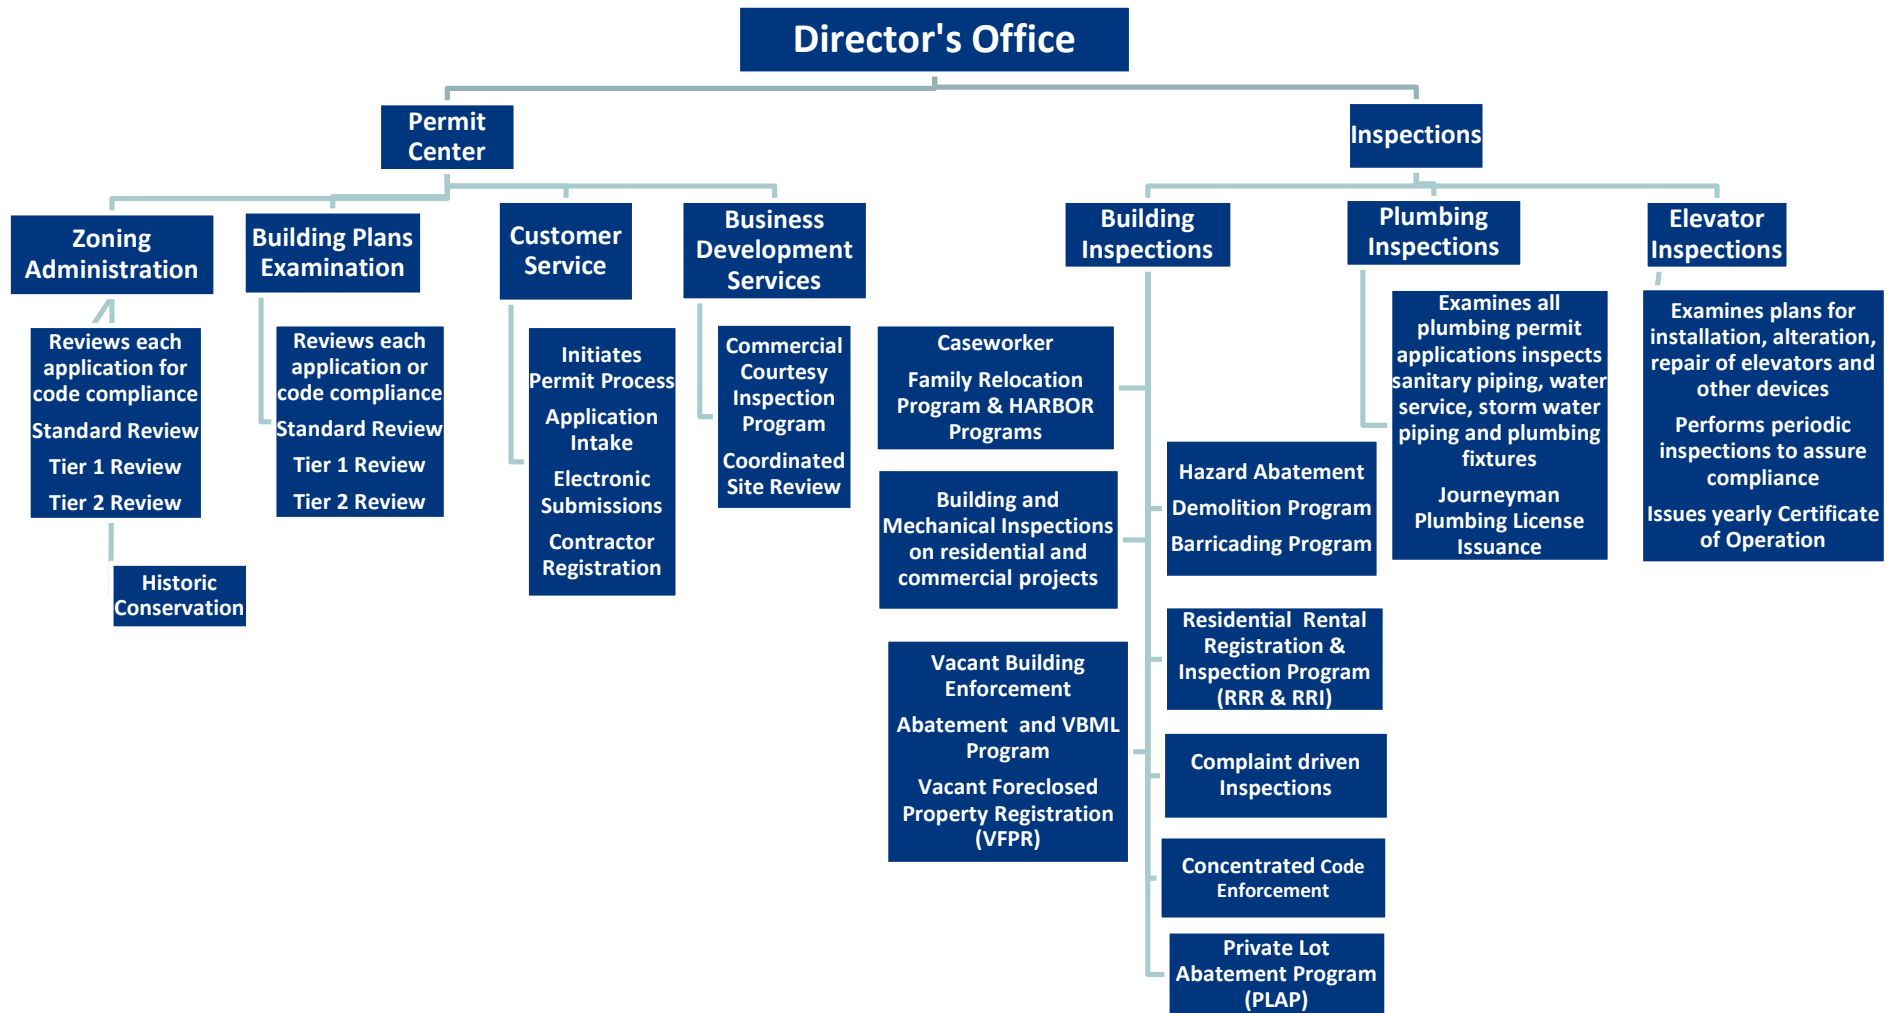 Director's Office
Permit
Center
Inspections
Zoning
Administration
Building Plans
Examination
Customer
Service
Business
Development
Services
Building
Inspections
Plumbing
Inspections
Elevator
Inspections
Reviews each
application for
code compliance
Standard Review
Tier 1 Review
Tier 2 Review
Historic
Conservation
Reviews each
application or
code compliance
Standard Review
Tier 1 Review
Tier 2 Review
Initiates
Permit Process
Application
Intake
Electronic
Submissions
Contractor
Registration
Commercial
Courtesy
Inspection
Program
Coordinated
Site Review
Caseworker
Family Relocation
Program & HARBOR
Programs
Building and
Mechanical Inspections
on residential and
commercial projects
Vacant Building
Enforcement
Abatement and VBML
Program
Vacant Foreclosed
Property Registration
(VFPR)
Hazard Abatement
Demolition Program
Barricading Program
Residential Rental
Registration &
Inspection Program
(RRR & RRI)
Complaint driven
Inspections
Concentrated Code
Enforcement
Private Lot
Abatement Program
(PLAP)
Examines all
plumbing permit
applications inspects
sanitary piping, water
service, storm water
piping and plumbing
fixtures
Journeyman
Plumbing License
Issuance
Examines plans for
installation, alteration,
repair of elevators and
other devices
Performs periodic
inspections to assure
compliance
Issues yearly Certificate
of Operation